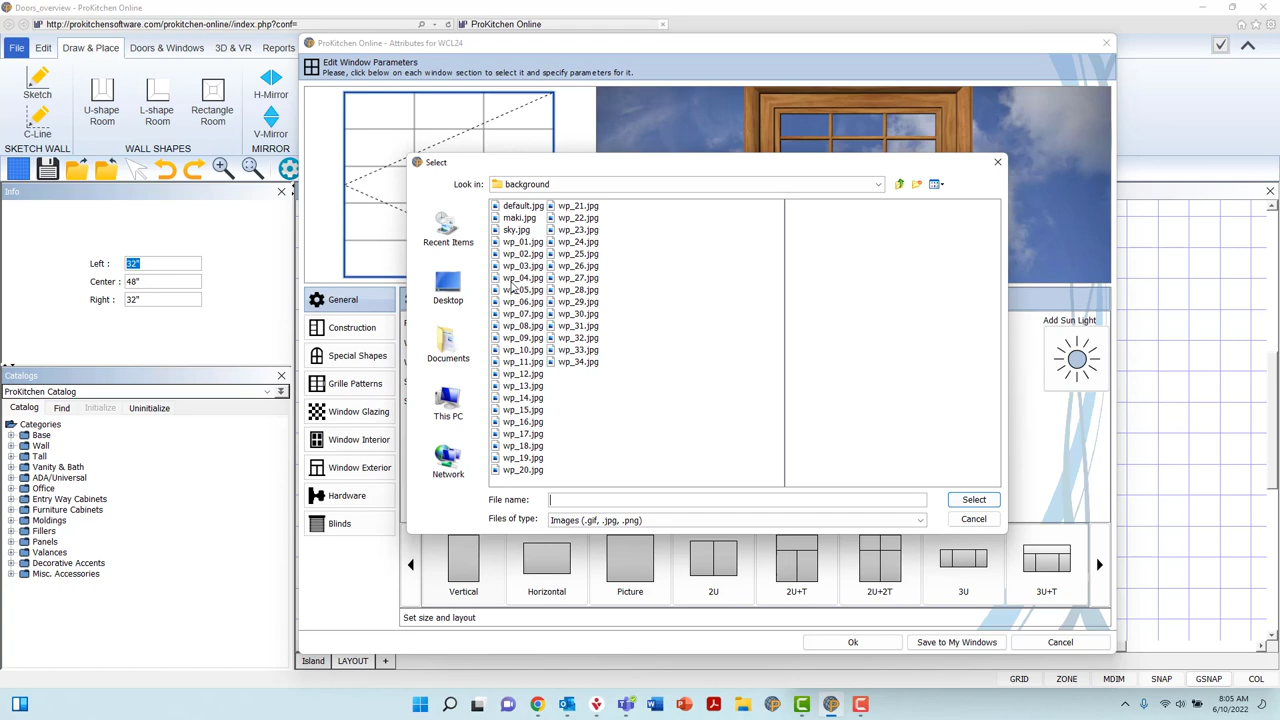 Doors_overview - ProKitchen Online
http://prokitchensoftware.com/prokitchen-online//index.php?conf=
ProKitchen Online
File Edit Draw & Place Doors & Windows 3D & VR Reports
Sketch
C-Line
U-shape Room
L-shape Room
Rectangle Room
H-Mirror
V-Mirror
SKETCH WALL
WALL SHAPES
MIRROR
Info
Left : 32"
Center : 48"
Right : 32"
Catalogs
ProKitchen Catalog
Catalog Find Initialize Uninitialize
Categories
Base
Wall
Tall
Vanity & Bath
ADA/Universal
Office
Entry Way Cabinets
Furniture Cabinets
Moldings
Fillers
Panels
Valances
Decorative Accents
Misc. Accessories
ProKitchen Online - Attributes for WCL24
Edit Window Parameters
Please, click below on each window section to select it and specify parameters for it.
General
Construction
Special Shapes
Grille Patterns
Window Glazing
Window Interior
Window Exterior
Hardware
Blinds
Add Sun Light
Select
Look in: background
Recent Items
Desktop
Documents
This PC
Network
default.jpg
maki.jpg
sky.jpg
wp_01.jpg
wp_02.jpg
wp_03.jpg
wp_04.jpg
wp_05.jpg
wp_06.jpg
wp_07.jpg
wp_08.jpg
wp_09.jpg
wp_10.jpg
wp_11.jpg
wp_12.jpg
wp_13.jpg
wp_14.jpg
wp_15.jpg
wp_16.jpg
wp_17.jpg
wp_18.jpg
wp_19.jpg
wp_20.jpg
wp_21.jpg
wp_22.jpg
wp_23.jpg
wp_24.jpg
wp_25.jpg
wp_26.jpg
wp_27.jpg
wp_28.jpg
wp_29.jpg
wp_30.jpg
wp_31.jpg
wp_32.jpg
wp_33.jpg
wp_34.jpg
File name:
Select
Files of type: Images (.gif, .jpg, .png)
Cancel
Vertical Horizontal Picture 2U 2U+T 2U+2T 3U 3U+T
Set size and layout
Ok Save to My Windows Cancel
Island LAYOUT +
GRID ZONE MDIM SNAP GSNAP COL
8:05 AM
6/10/2022